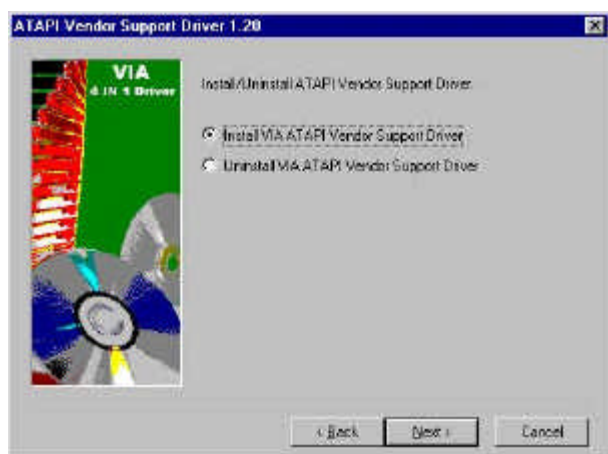 ATAPI Vendor Support Driver 1.20
VIA
4 IN 1 Driver
Install/Uninstall ATAPI Vendor Support Driver.
Install VIA ATAPI Vendor Support Driver
Uninstall VIA ATAPI Vendor Support Driver
< Back
Next >
Cancel